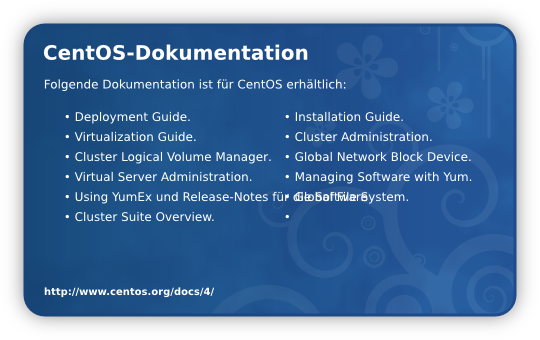 CentOS-Dokumentation
Folgende Dokumentation ist für CentOS erhältlich:
• Deployment Guide.
• Virtualization Guide.
• Cluster Logical Volume Manager.
• Virtual Server Administration.
• Using YumEx und Release-Notes für die Software.
• Cluster Suite Overview.
• Installation Guide.
• Cluster Administration.
• Global Network Block Device.
• Managing Software with Yum.
• Global File System.
•
http://www.centos.org/docs/4/